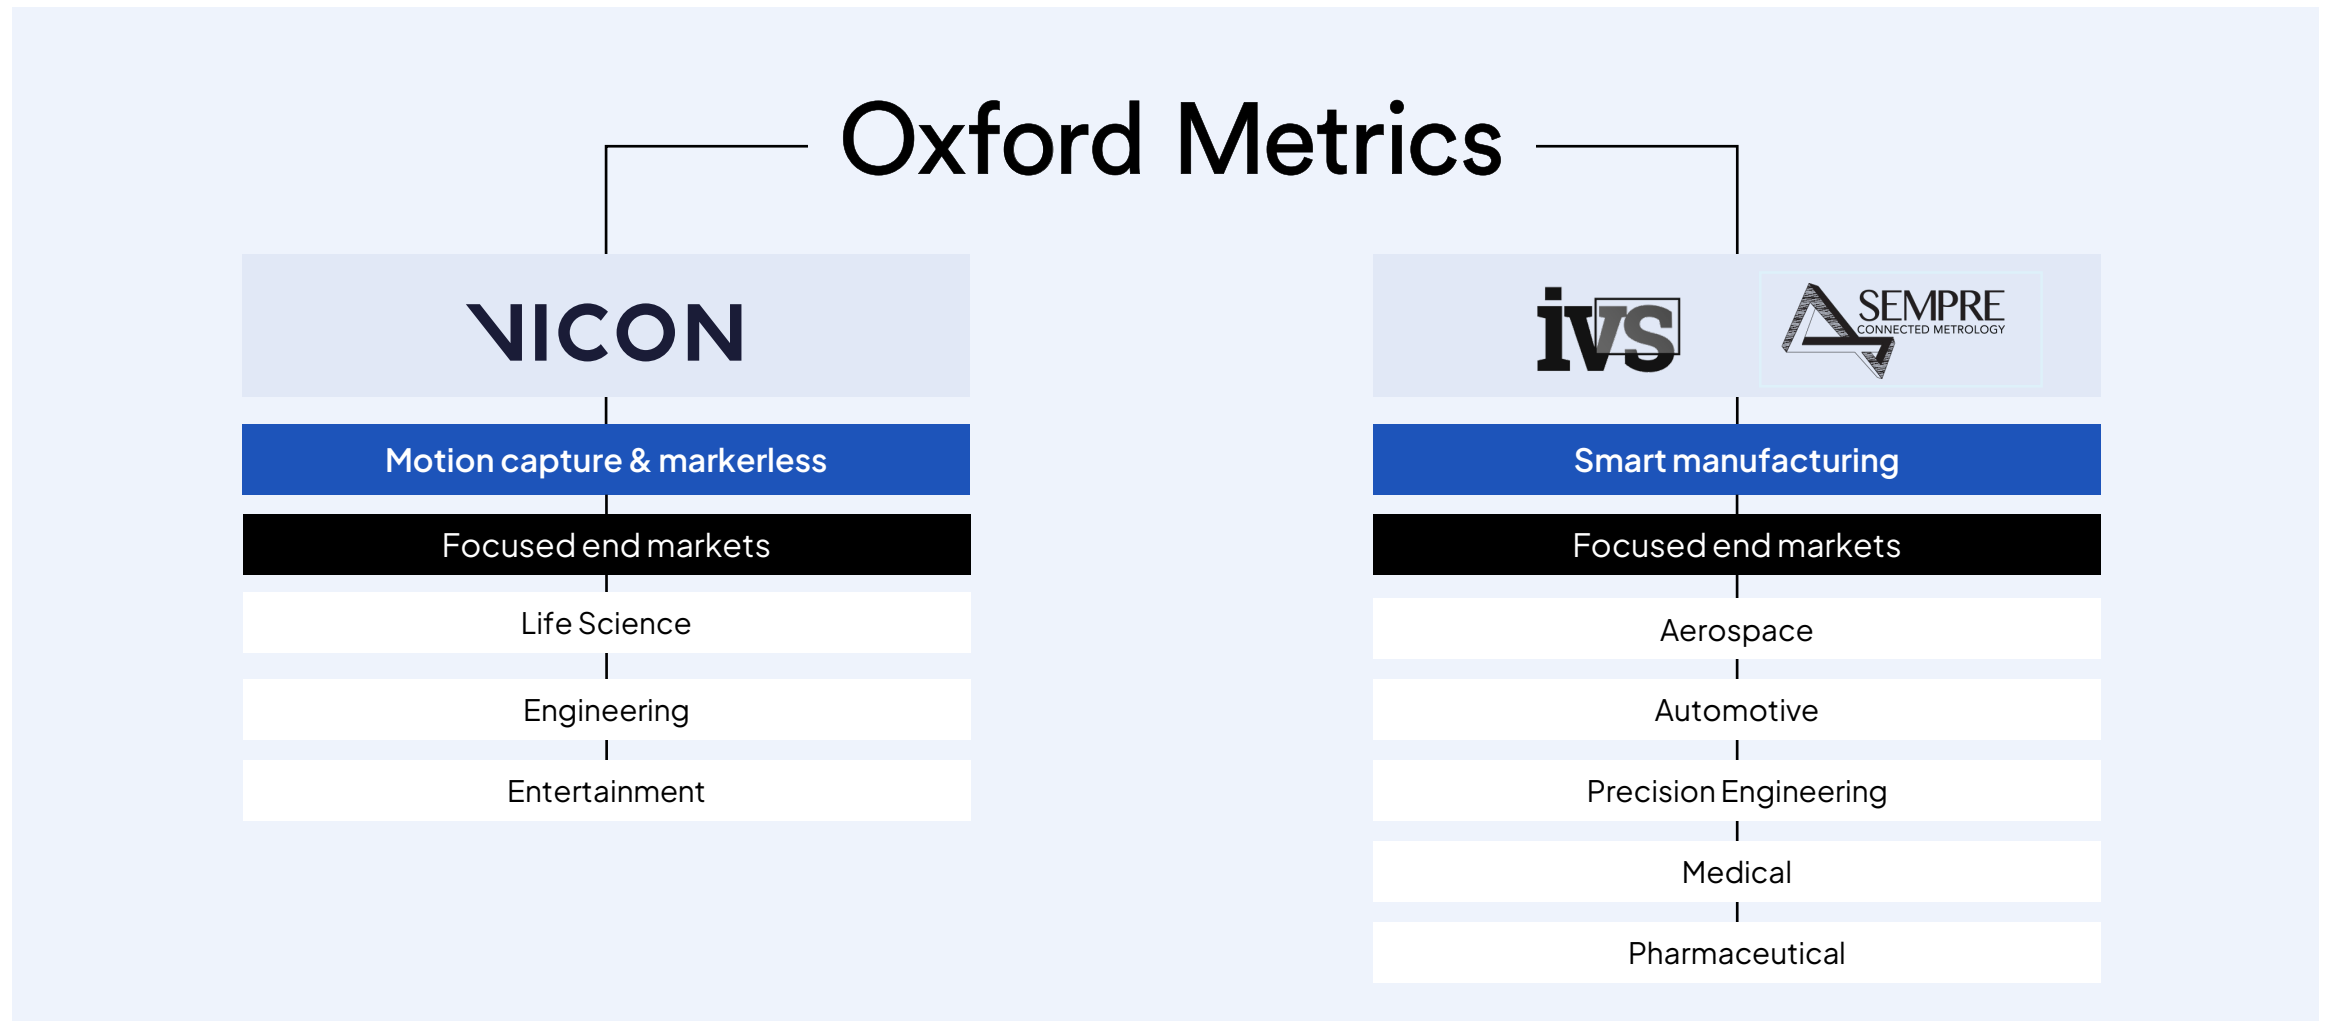 Oxford Metrics
VICON
Motion capture & markerless
Focused end markets
Life Science
Engineering
Entertainment
ivs
SEMPRE
CONNECTED METROLOGY
Smart manufacturing
Focused end markets
Aerospace
Automotive
Precision Engineering
Medical
Pharmaceutical